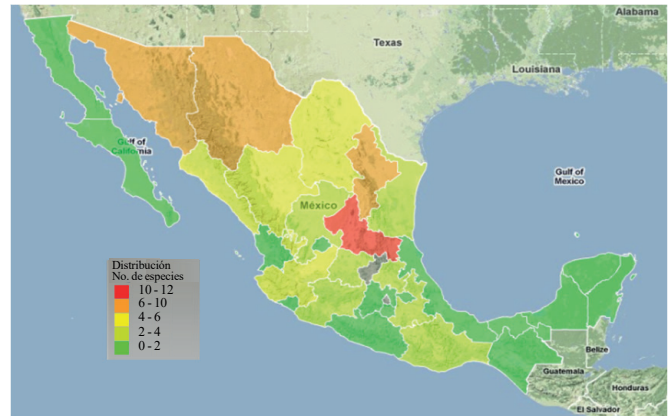 Alabama
Texas
Louisiana
Gulf of
California
Gulf of
Mexico
México
Distribución
No. de especies
10 - 12
6 - 10
4 - 6
2 - 4
0 - 2
Belize
Guatemala
Honduras
El Salvador